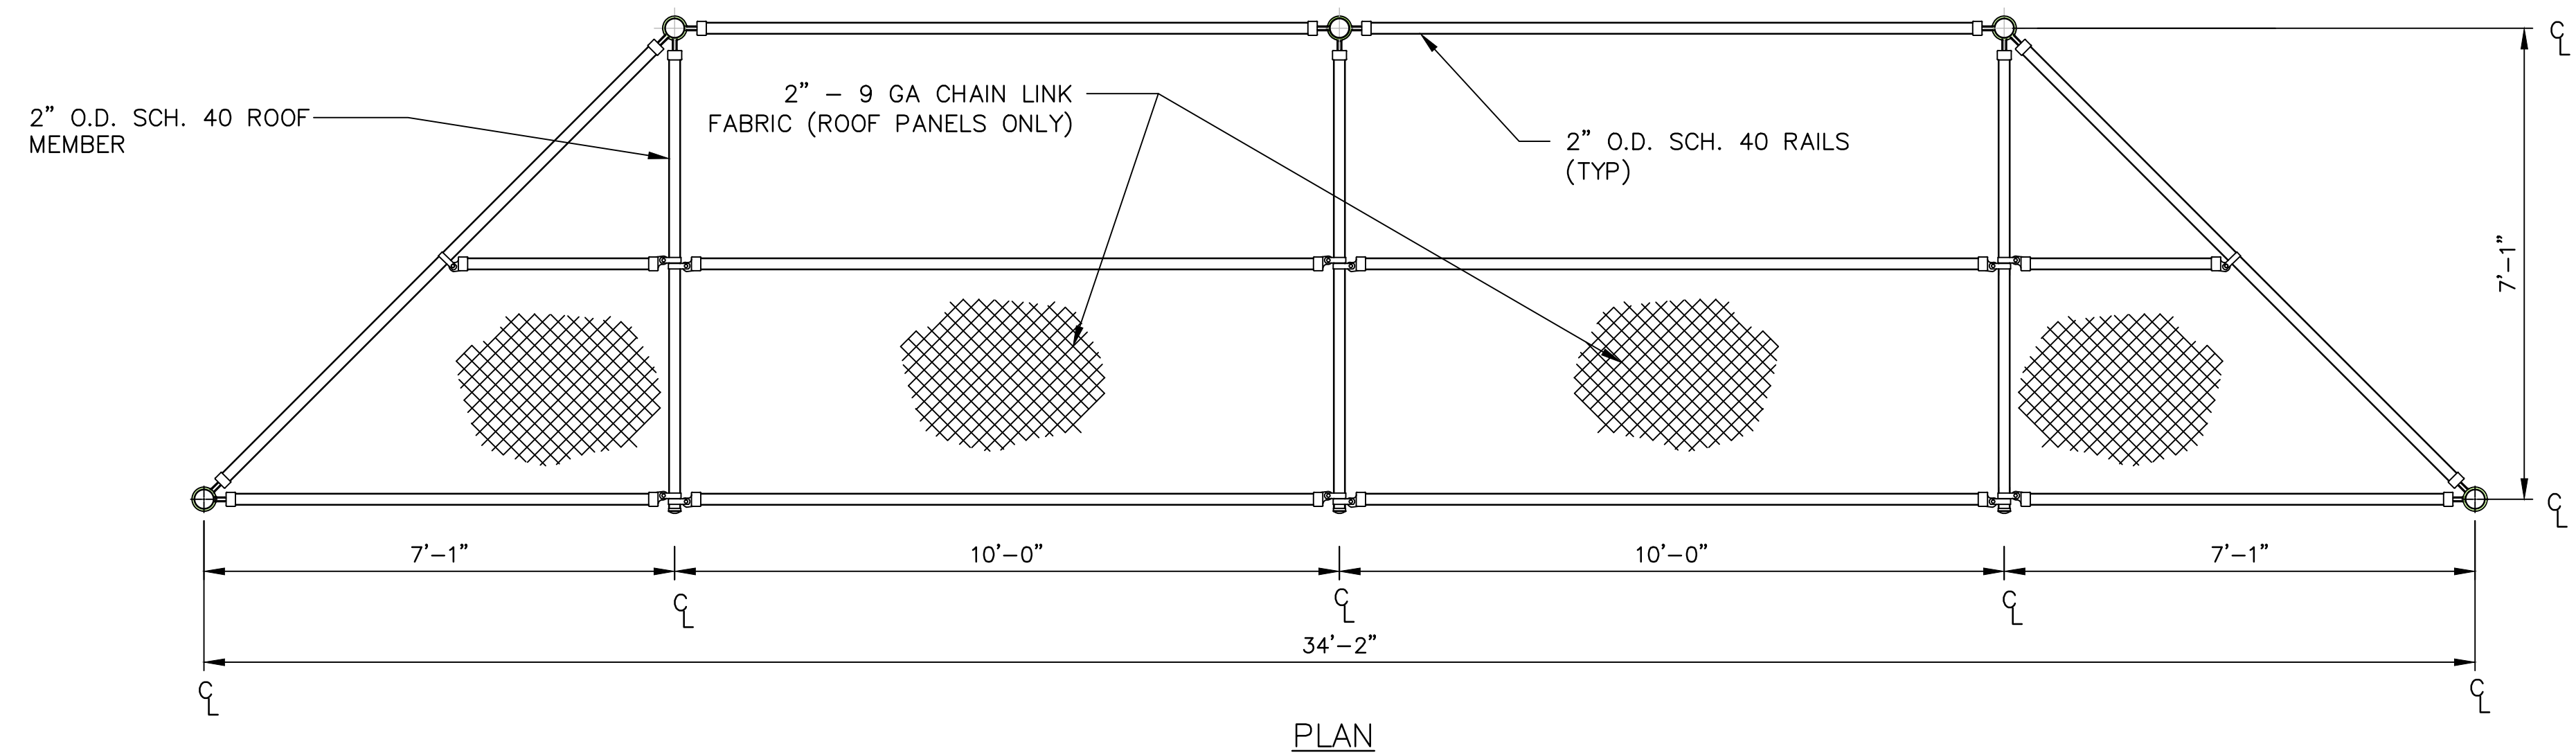 2" – 9 GA CHAIN LINK
FABRIC (ROOF PANELS ONLY)
2" O.D. SCH. 40 ROOF
MEMBER
2" O.D. SCH. 40 RAILS
(TYP)
CL
7'–1"
CL
7'–1"
10'–0"
10'–0"
7'–1"
CL
CL
CL
34'–2"
CL
CL
PLAN